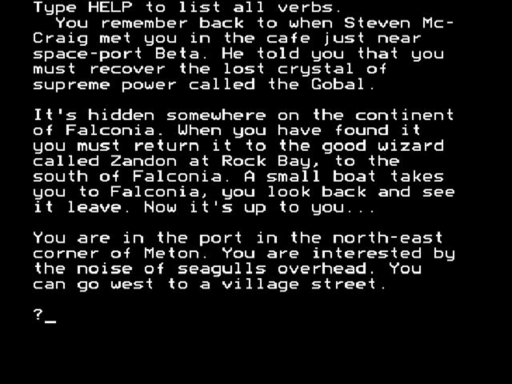 Type HELP to list all verbs.
You remember back to when Steven Mc-
Craig met you in the cafe just near
space-port Beta. He told you that you
must recover the lost crystal of
supreme power called the Gobal.
It's hidden somewhere on the continent
of Falconia. When you have found it
you must return it to the good wizard
called Zandon at Rock Bay, to the
south of Falconia. A small boat takes
you to Falconia, you look back and see
it leave. Now it's up to you...
You are in the port in the north-east
corner of Meton. You are interested by
the noise of seagulls overhead. You
can go west to a village street.
?_